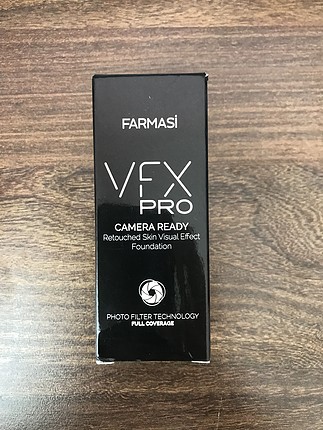 FARMASİ
VFX
PRO
CAMERA READY
Retouched Skin Visual Effect
Foundation
PHOTO FILTER TECHNOLOGY
FULL COVERAGE